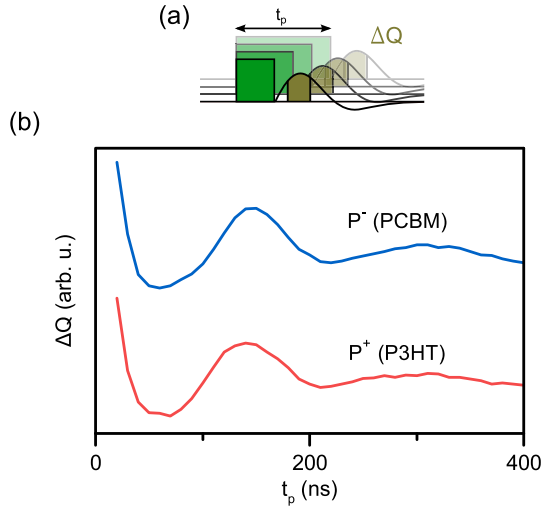 (a)
tₚ
ΔQ
(b)
ΔQ (arb. u.)
P⁻ (PCBM)
P⁺ (P3HT)
0
200
400
tₚ (ns)